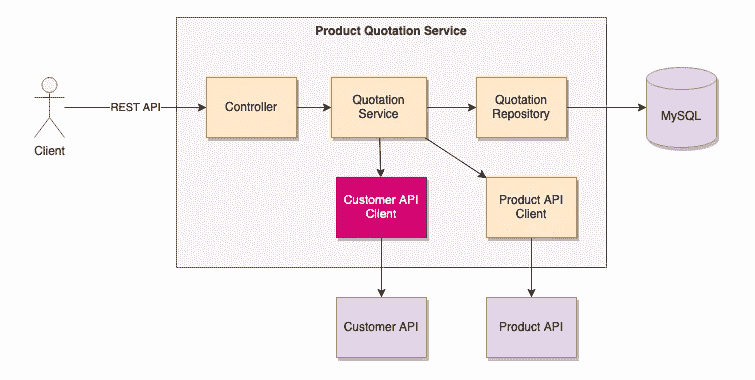 Product Quotation Service
REST API
Controller
Quotation
Service
Quotation
Repository
MySQL
Client
Customer API
Client
Product API
Client
Customer API
Product API